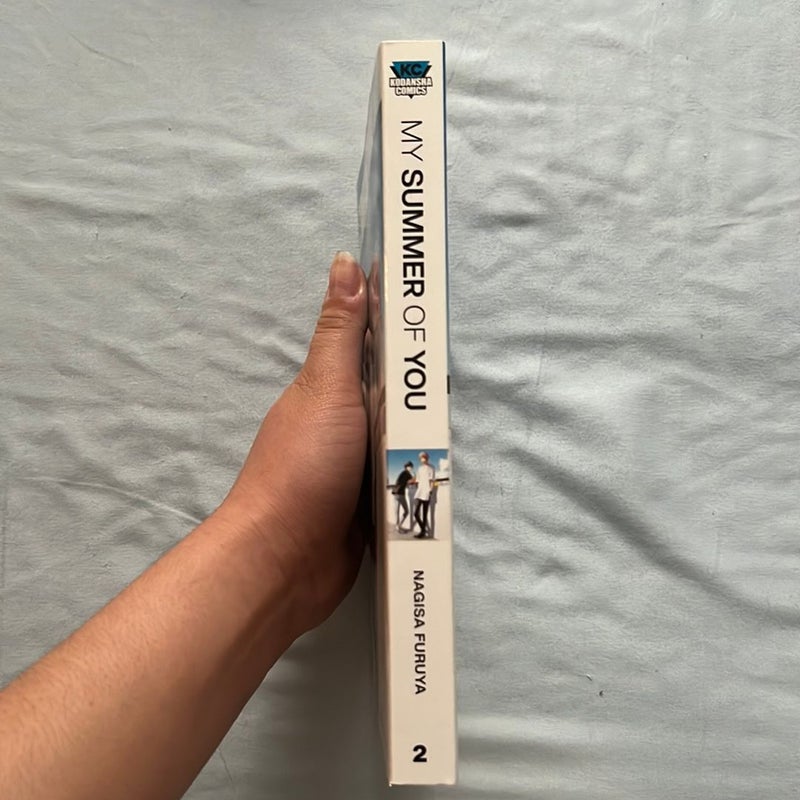 KC
KODANSHA
COMICS
MY SUMMER OF YOU
NAGISA FURUYA
2